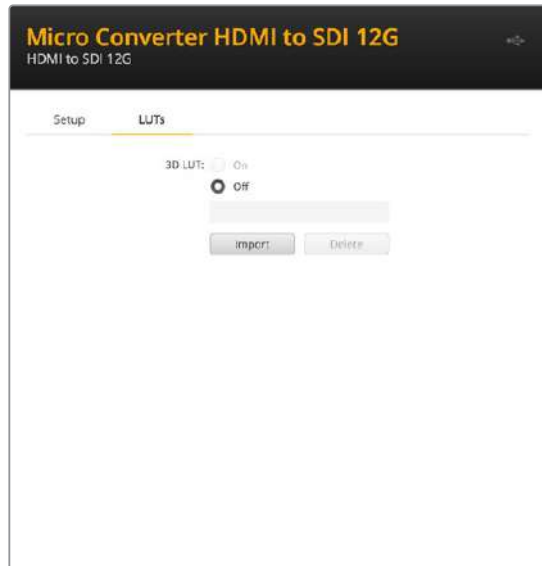 Micro Converter HDMI to SDI 12G
HDMI to SDI 12G
Setup LUTs
3D LUT: On
Off
Import Delete